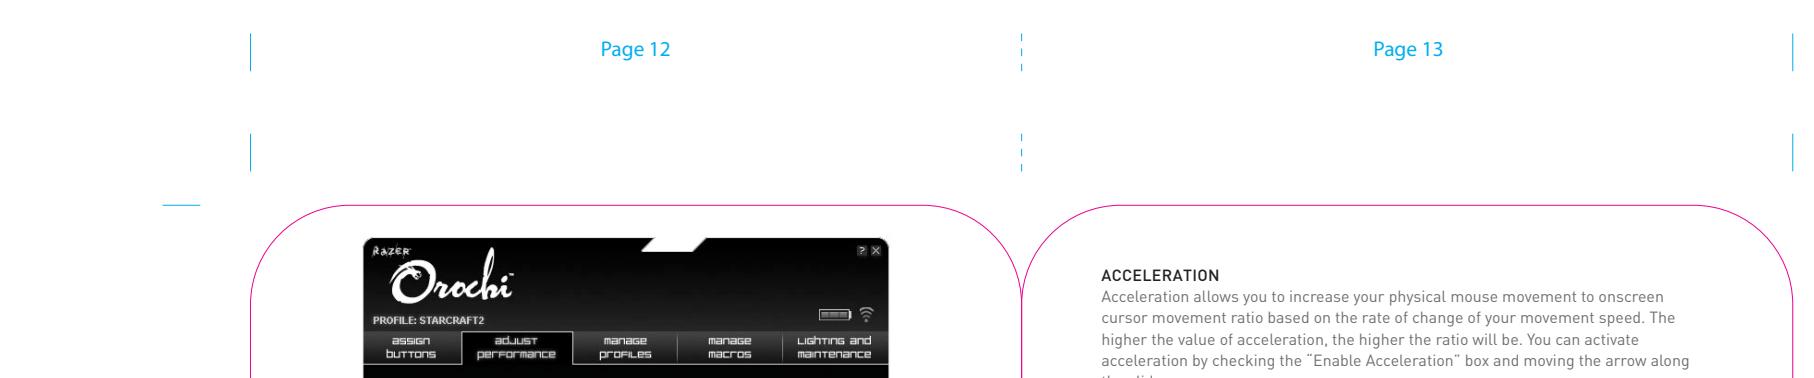 Page 12
Page 13
RAZER
Orochi™
? X
PROFILE: STARCRAFT2
assign buttons
adjust performance
manage profiles
manage macros
Lighting and maintenance
ACCELERATION
Acceleration allows you to increase your physical mouse movement to onscreen
cursor movement ratio based on the rate of change of your movement speed. The
higher the value of acceleration, the higher the ratio will be. You can activate
acceleration by checking the “Enable Acceleration” box and moving the arrow along